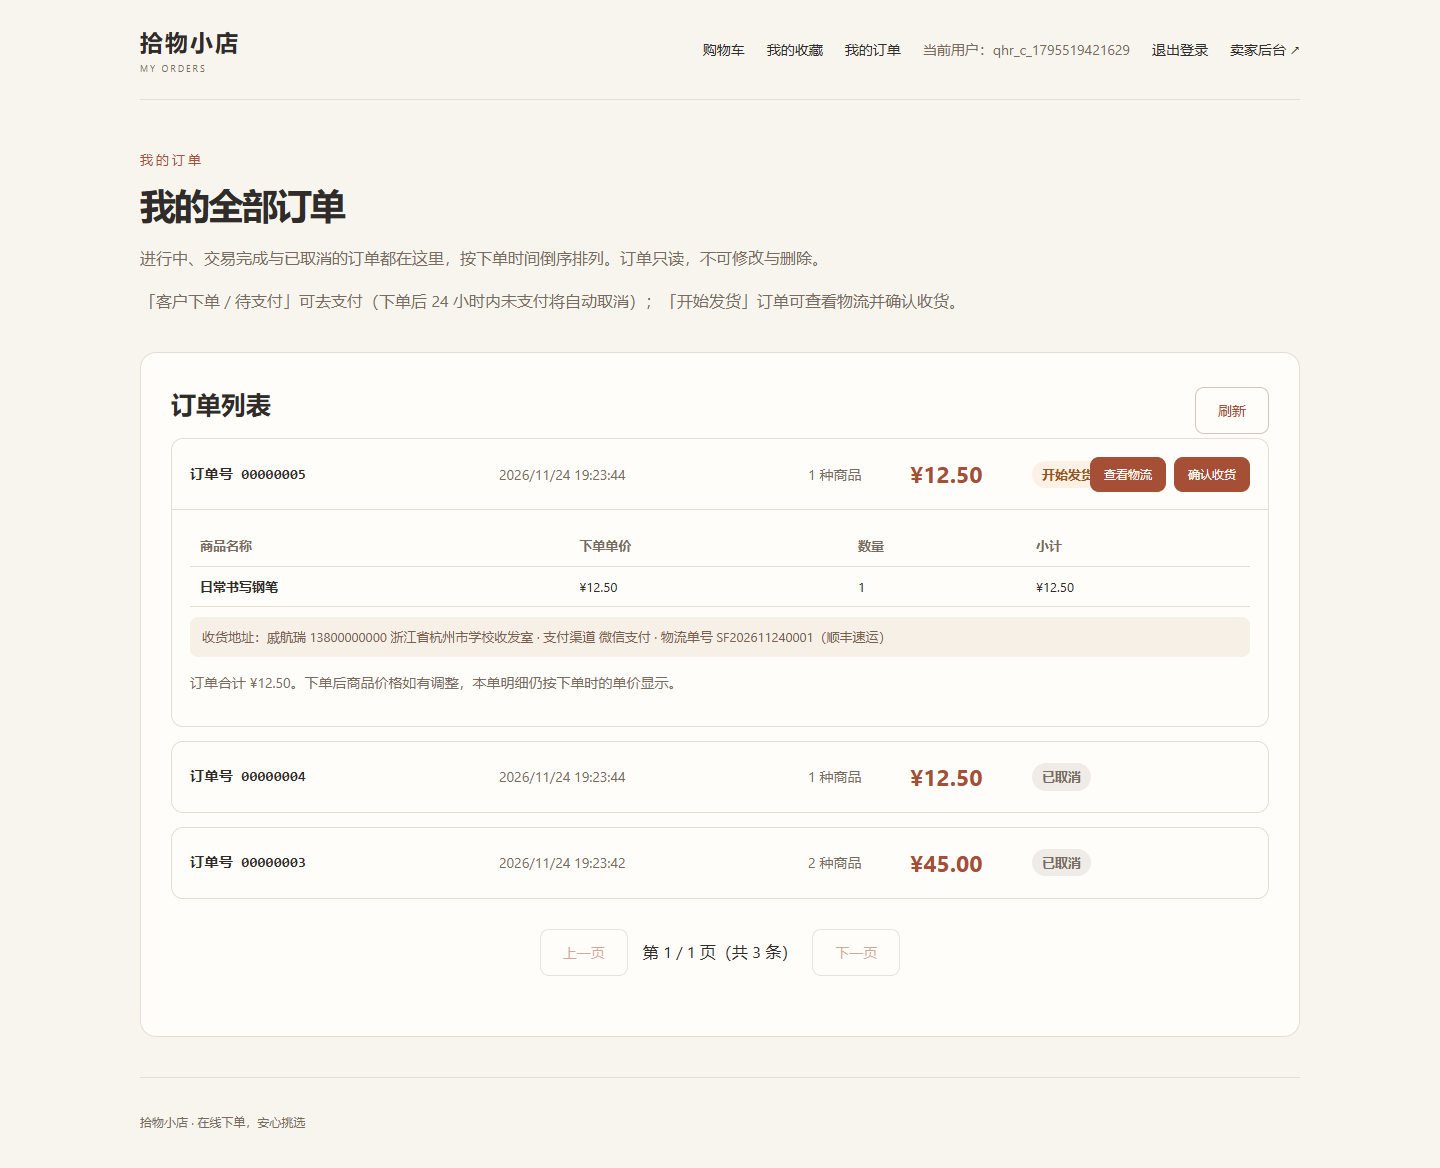 拾物小店
MY ORDERS
购物车 我的收藏 我的订单 当前用户：qhr_c_1795519421629 退出登录 卖家后台 ↗
我的订单
我的全部订单
进行中、交易完成与已取消的订单都在这里，按下单时间倒序排列。订单只读，不可修改与删除。
「客户下单 / 待支付」可去支付（下单后 24 小时内未支付将自动取消）；「开始发货」订单可查看物流并确认收货。
订单列表 刷新
订单号 00000005 2026/11/24 19:23:44 1 种商品 ¥12.50 开始发货 查看物流 确认收货
商品名称 下单单价 数量 小计
日常书写钢笔 ¥12.50 1 ¥12.50
收货地址：戚航瑞 13800000000 浙江省杭州市学校收发室 · 支付渠道 微信支付 · 物流单号 SF202611240001（顺丰速运）
订单合计 ¥12.50。下单后商品价格如有调整，本单明细仍按下单时的单价显示。
订单号 00000004 2026/11/24 19:23:44 1 种商品 ¥12.50 已取消
订单号 00000003 2026/11/24 19:23:42 2 种商品 ¥45.00 已取消
上一页 第 1 / 1 页（共 3 条） 下一页
拾物小店 · 在线下单，安心挑选